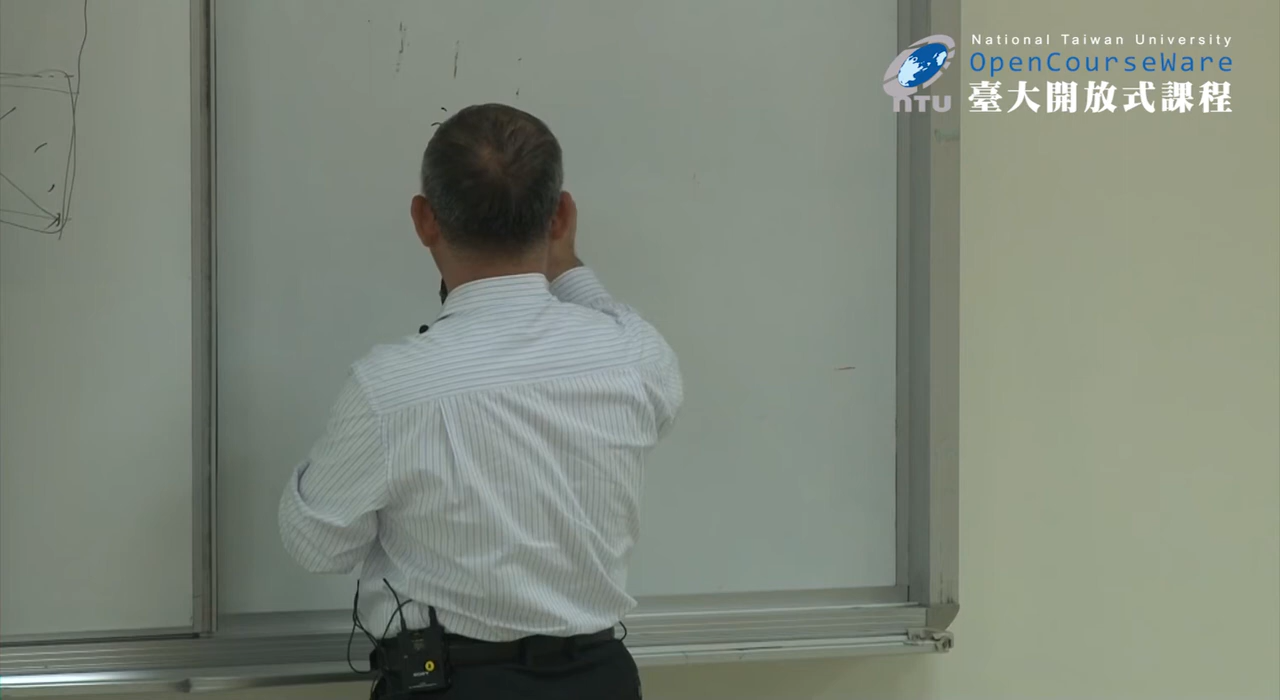 National Taiwan University
OpenCourseWare
NTU
臺大開放式課程